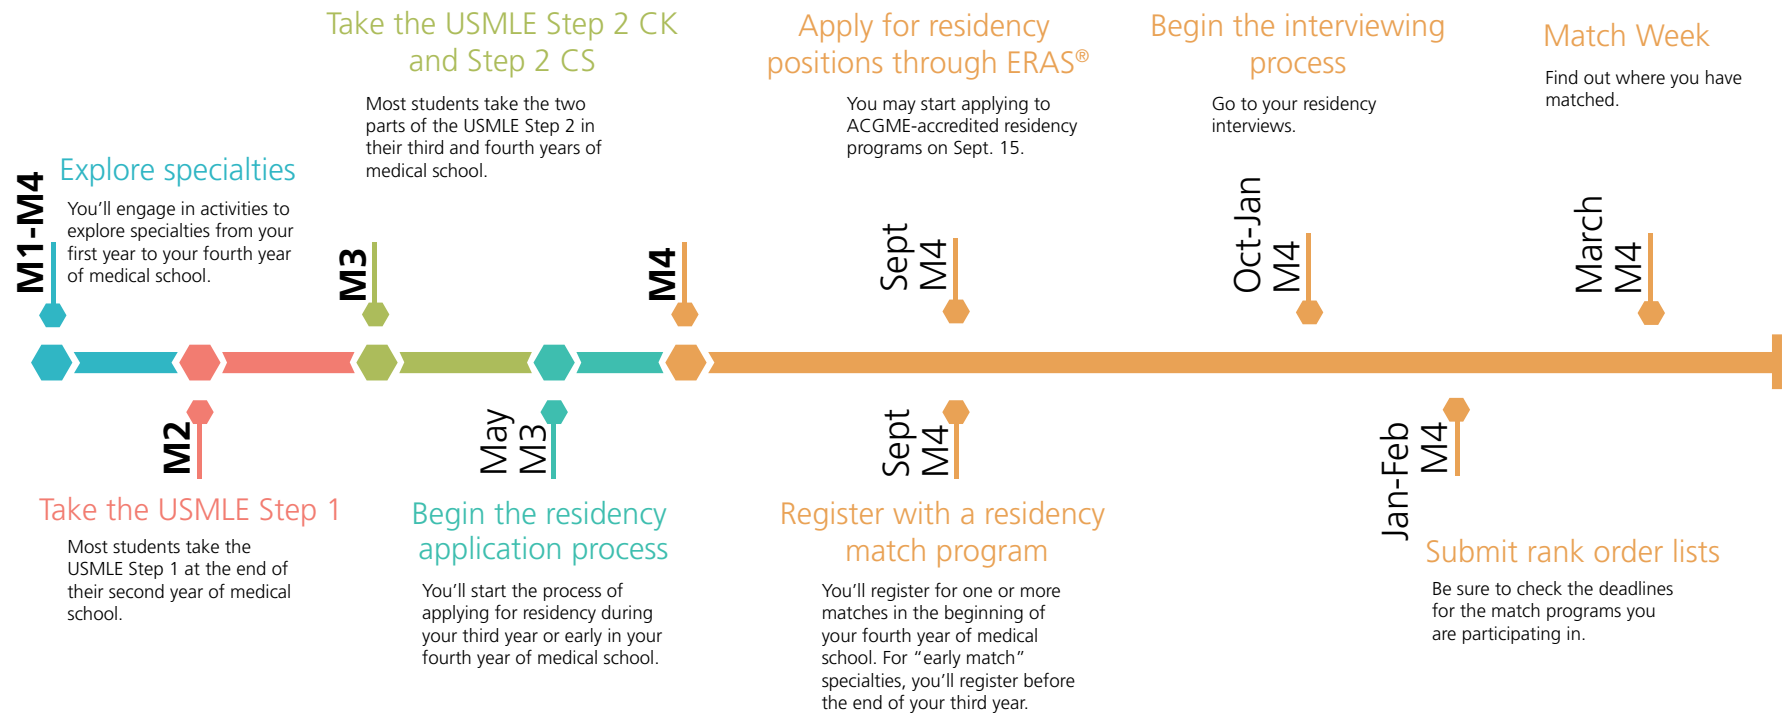 Explore specialties
You’ll engage in activities to
explore specialties from your
first year to your fourth year
of medical school.
M1-M4
Take the USMLE Step 1
Most students take the
USMLE Step 1 at the end of
their second year of medical
school.
M2
Take the USMLE Step 2 CK
and Step 2 CS
Most students take the two
parts of the USMLE Step 2 in
their third and fourth years of
medical school.
M3
May
M3
Begin the residency
application process
You’ll start the process of
applying for residency during
your third year or early in your
fourth year of medical school.
M4
Apply for residency
positions through ERAS®
You may start applying to
ACGME-accredited residency
programs on Sept. 15.
Sept
M4
Sept
M4
Register with a residency
match program
You’ll register for one or more
matches in the beginning of
your fourth year of medical
school. For “early match”
specialties, you’ll register before
the end of your third year.
Begin the interviewing
process
Go to your residency
interviews.
Oct-Jan
M4
Jan-Feb
M4
Submit rank order lists
Be sure to check the deadlines
for the match programs you
are participating in.
Match Week
Find out where you have
matched.
March
M4